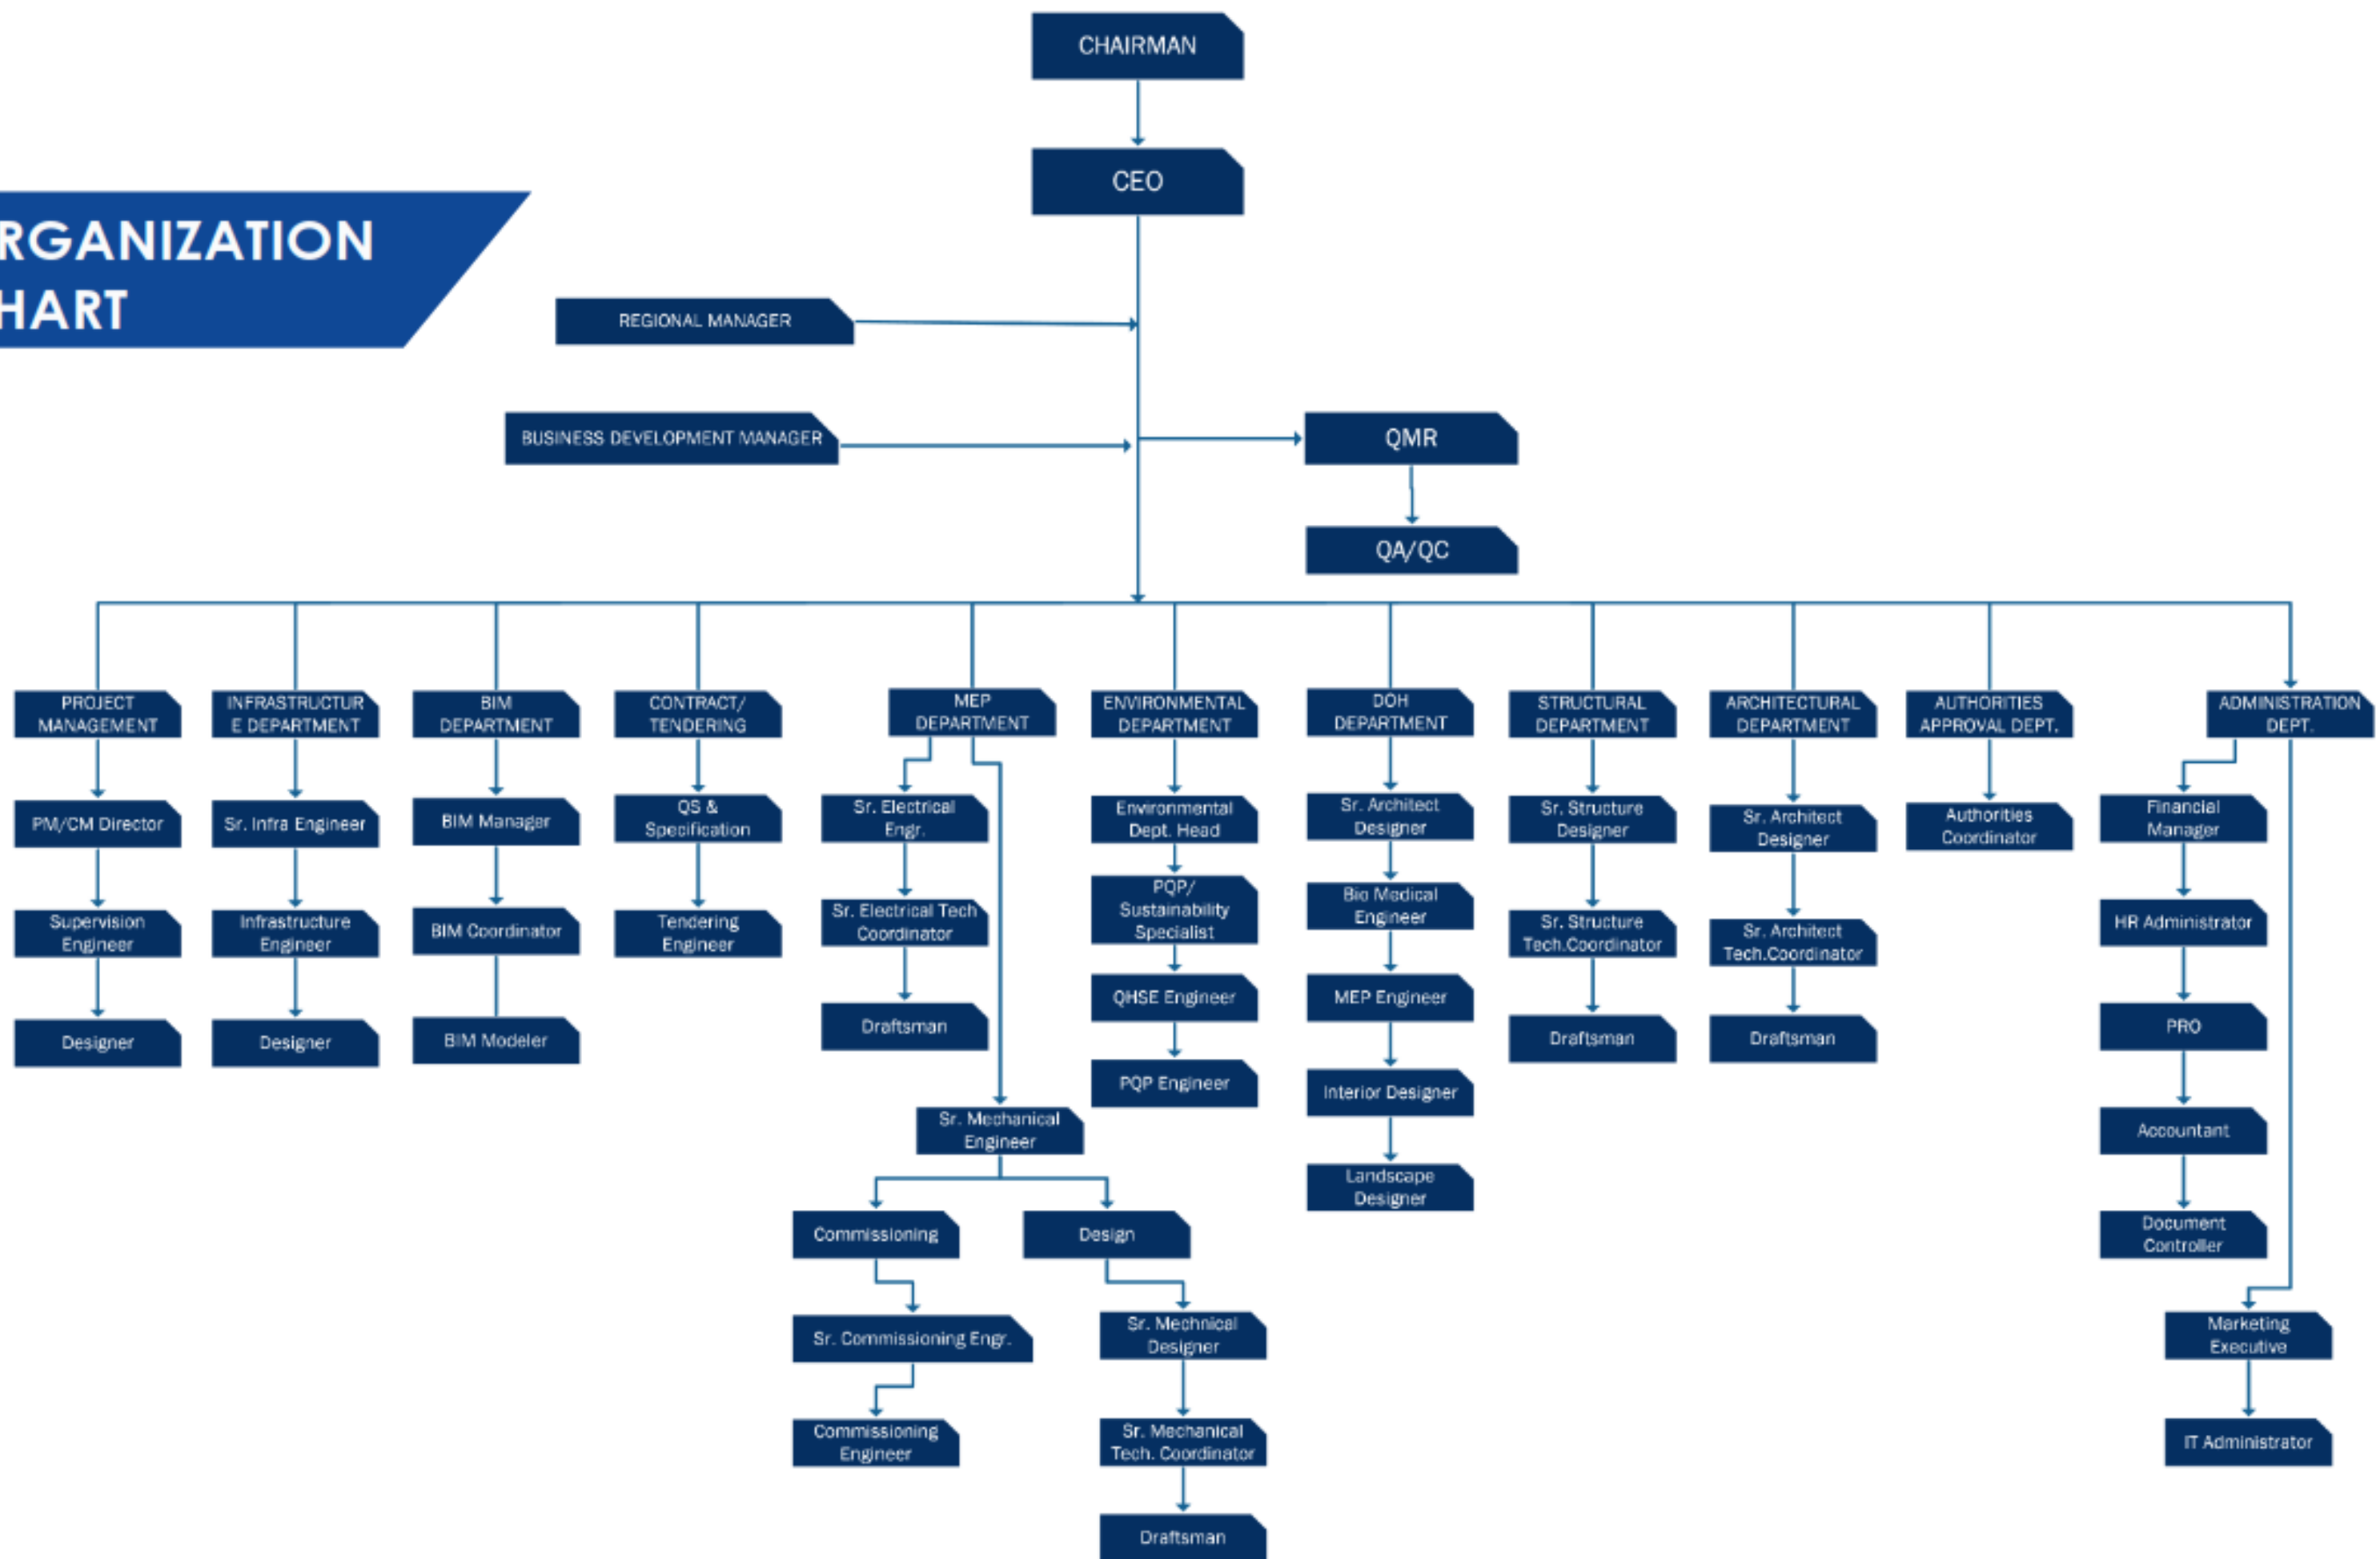 CHAIRMAN
CEO
RGANIZATION
HART
REGIONAL MANAGER
BUSINESS DEVELOPMENT MANAGER
QMR
QA/QC
PROJECT
MANAGEMENT
INFRASTRUCTUR
E DEPARTMENT
BIM
DEPARTMENT
CONTRACT/
TENDERING
MEP
DEPARTMENT
ENVIRONMENTAL
DEPARTMENT
DOH
DEPARTMENT
STRUCTURAL
DEPARTMENT
ARCHITECTURAL
DEPARTMENT
AUTHORITIES
APPROVAL DEPT.
ADMINISTRATION
DEPT.
PM/CM Director
Supervision
Engineer
Designer
Sr. Infra Engineer
Infrastructure
Engineer
Designer
BIM Manager
BIM Coordinator
BIM Modeler
QS &
Specification
Tendering
Engineer
Sr. Electrical
Engr.
Sr. Electrical Tech
Coordinator
Draftsman
Sr. Mechanical
Engineer
Commissioning
Sr. Commissioning Engr.
Commissioning
Engineer
Design
Sr. Mechnical
Designer
Sr. Mechanical
Tech. Coordinator
Draftsman
Environmental
Dept. Head
PQP/
Sustainability
Specialist
QHSE Engineer
PQP Engineer
Sr. Architect
Designer
Bio Medical
Engineer
MEP Engineer
Interior Designer
Landscape
Designer
Sr. Structure
Designer
Sr. Structure
Tech.Coordinator
Draftsman
Sr. Architect
Designer
Sr. Architect
Tech.Coordinator
Draftsman
Authorities
Coordinator
Financial
Manager
HR Administrator
PRO
Accountant
Document
Controller
Marketing
Executive
IT Administrator